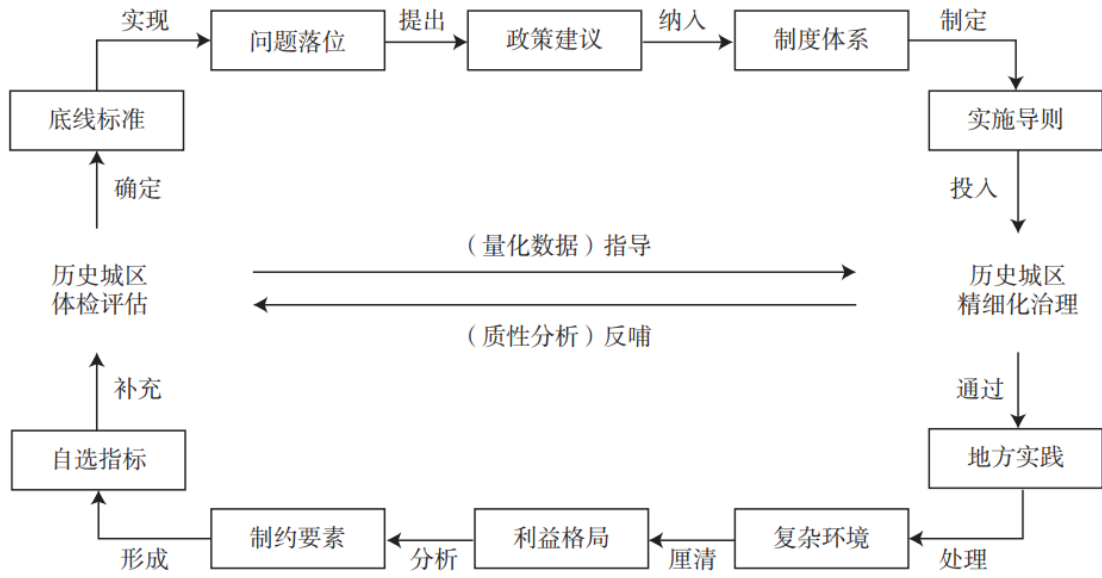 实现
问题落位
提出
政策建议
纳入
制度体系
制定
底线标准
实施导则
确定
投入
（量化数据）指导
历史城区
体检评估
历史城区
精细化治理
（质性分析）反哺
补充
通过
自选指标
地方实践
形成
制约要素
分析
利益格局
厘清
复杂环境
处理